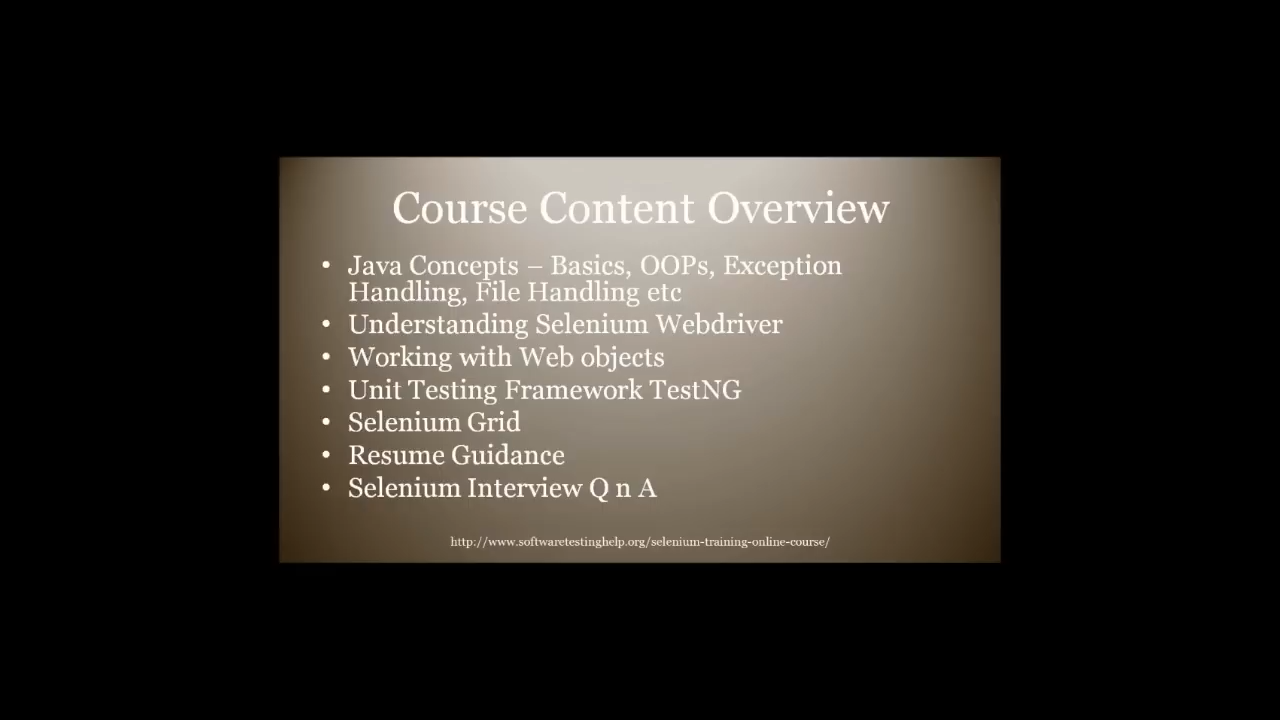 Course Content Overview
• Java Concepts – Basics, OOPs, Exception
Handling, File Handling etc
• Understanding Selenium Webdriver
• Working with Web objects
• Unit Testing Framework TestNG
• Selenium Grid
• Resume Guidance
• Selenium Interview Q n A
http://www.softwaretestinghelp.org/selenium-training-online-course/